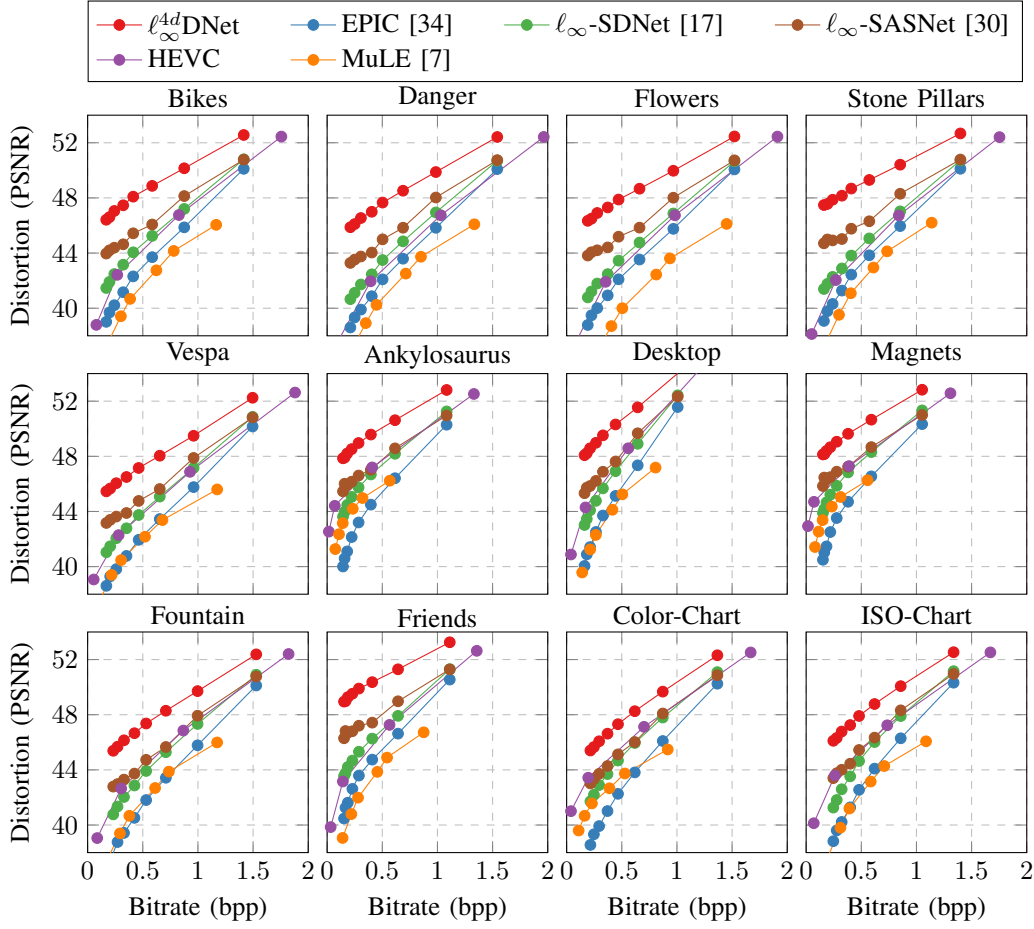 ℓ∞^{4d}DNet EPIC [34] ℓ∞-SDNet [17] ℓ∞-SASNet [30]
HEVC MuLE [7]
Bikes Danger Flowers Stone Pillars
52
48
44
40
Distortion (PSNR)
Vespa Ankylosaurus Desktop Magnets
52
48
44
40
Distortion (PSNR)
Fountain Friends Color-Chart ISO-Chart
52
48
44
40
Distortion (PSNR)
0 0.5 1 1.5 2 0 0.5 1 1.5 2 0 0.5 1 1.5 2 0 0.5 1 1.5 2
Bitrate (bpp) Bitrate (bpp) Bitrate (bpp) Bitrate (bpp)